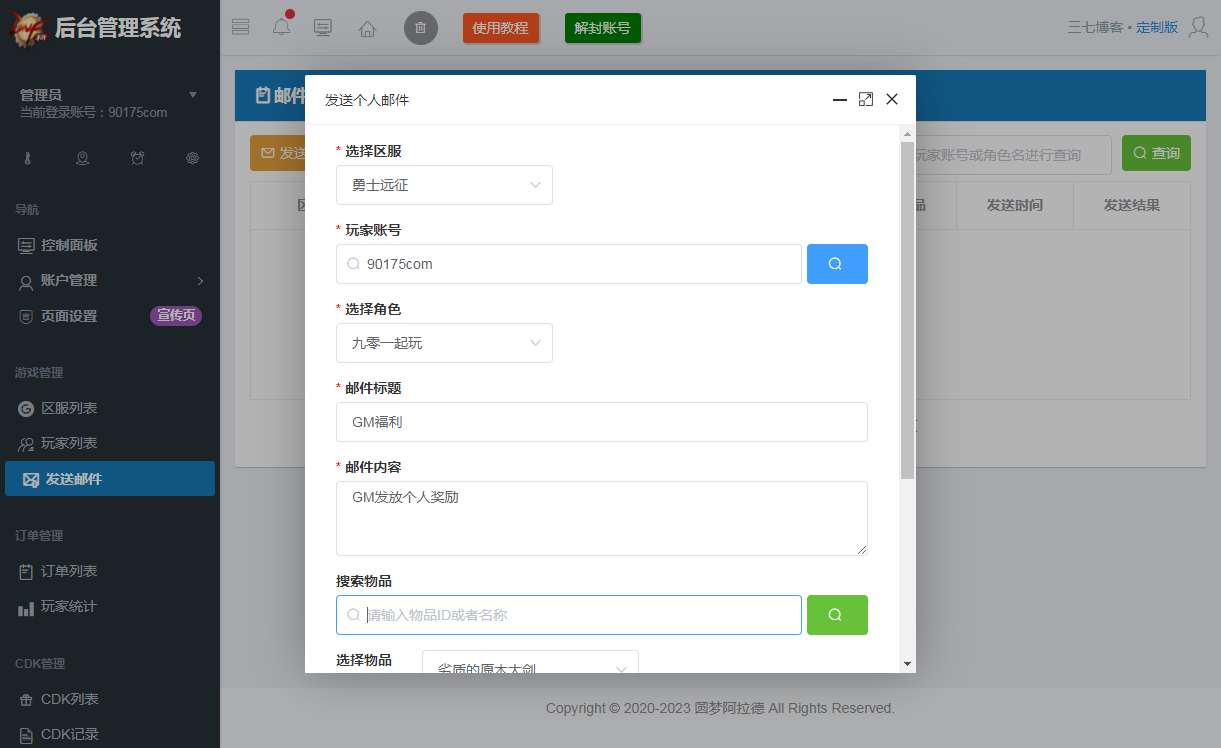 后台管理系统
使用教程
解封账号
三七博客・定制版
管理员
当前登录账号：90175com
导航
控制面板
账户管理
页面设置
宣传页
游戏管理
区服列表
玩家列表
发送邮件
订单管理
订单列表
玩家统计
CDK管理
CDK列表
CDK记录
邮件
发送
玩家账号或角色名进行查询
查询
区
品
发送时间
发送结果
发送个人邮件
* 选择区服
勇士远征
* 玩家账号
90175com
* 选择角色
九零一起玩
* 邮件标题
GM福利
* 邮件内容
GM发放个人奖励
搜索物品
请输入物品ID或者名称
选择物品
劣质的原木大剑
Copyright © 2020-2023 圆梦阿拉德 All Rights Reserved.